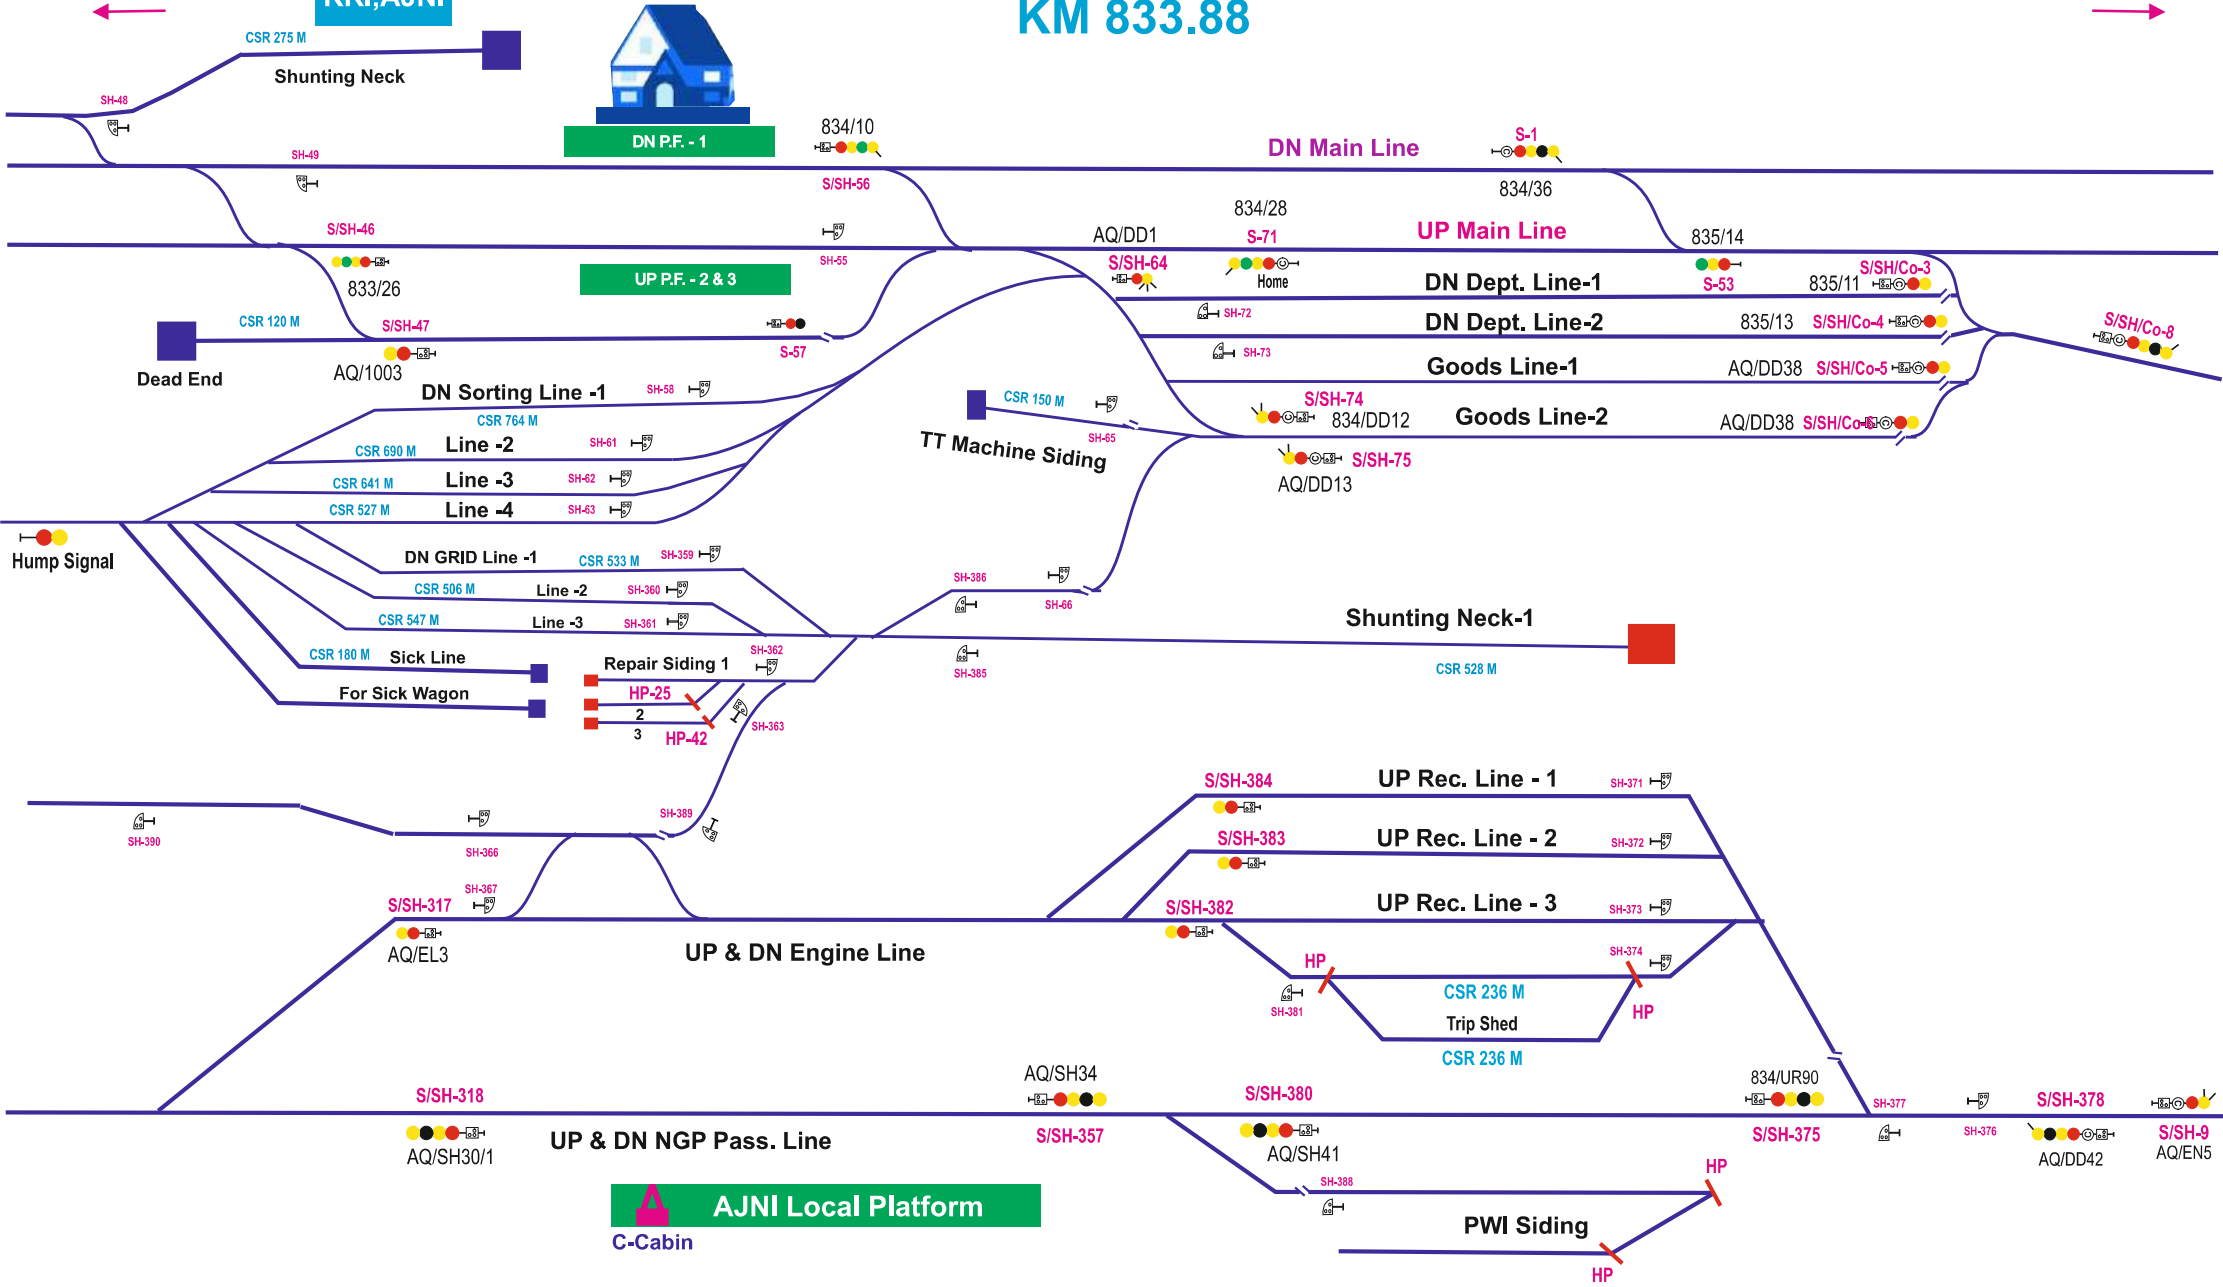 KRI,AJNI
KM 833.88
CSR 275 M
Shunting Neck
SH-48
DN P.F. - 1
834/10
S/SH-56
SH-49
DN Main Line
S-1
834/36
S/SH-46
833/26
SH-55
UP P.F. - 2 & 3
AQ/DD1
S/SH-64
834/28
S-71
Home
UP Main Line
835/14
S-53
DN Dept. Line-1
835/11
S/SH/Co-3
SH-72
DN Dept. Line-2
835/13
S/SH/Co-4
SH-73
S/SH/Co-8
CSR 120 M
S/SH-47
AQ/1003
S-57
Dead End
Goods Line-1
AQ/DD38
S/SH/Co-5
DN Sorting Line -1
SH-58
CSR 764 M
CSR 150 M
SH-65
TT Machine Siding
S/SH-74
834/DD12
Goods Line-2
AQ/DD38
S/SH/Co-6
S/SH-75
AQ/DD13
CSR 690 M
Line -2
SH-61
CSR 641 M
Line -3
SH-62
CSR 527 M
Line -4
SH-63
Hump Signal
DN GRID Line -1
CSR 533 M
SH-359
CSR 506 M
Line -2
SH-360
CSR 547 M
Line -3
SH-361
SH-386
SH-66
Shunting Neck-1
CSR 528 M
SH-385
CSR 180 M
Sick Line
For Sick Wagon
SH-362
Repair Siding 1
HP-25
2
3
HP-42
SH-363
SH-390
SH-366
SH-389
S/SH-384
UP Rec. Line - 1
SH-371
S/SH-383
UP Rec. Line - 2
SH-372
S/SH-317
SH-367
AQ/EL3
UP & DN Engine Line
S/SH-382
UP Rec. Line - 3
SH-373
HP
SH-374
SH-381
CSR 236 M
HP
Trip Shed
CSR 236 M
S/SH-318
AQ/SH30/1
UP & DN NGP Pass. Line
AQ/SH34
S/SH-357
S/SH-380
AQ/SH41
834/UR90
S/SH-375
SH-377
SH-376
S/SH-378
AQ/DD42
S/SH-9
AQ/EN5
AJNI Local Platform
C-Cabin
SH-388
HP
PWI Siding
HP